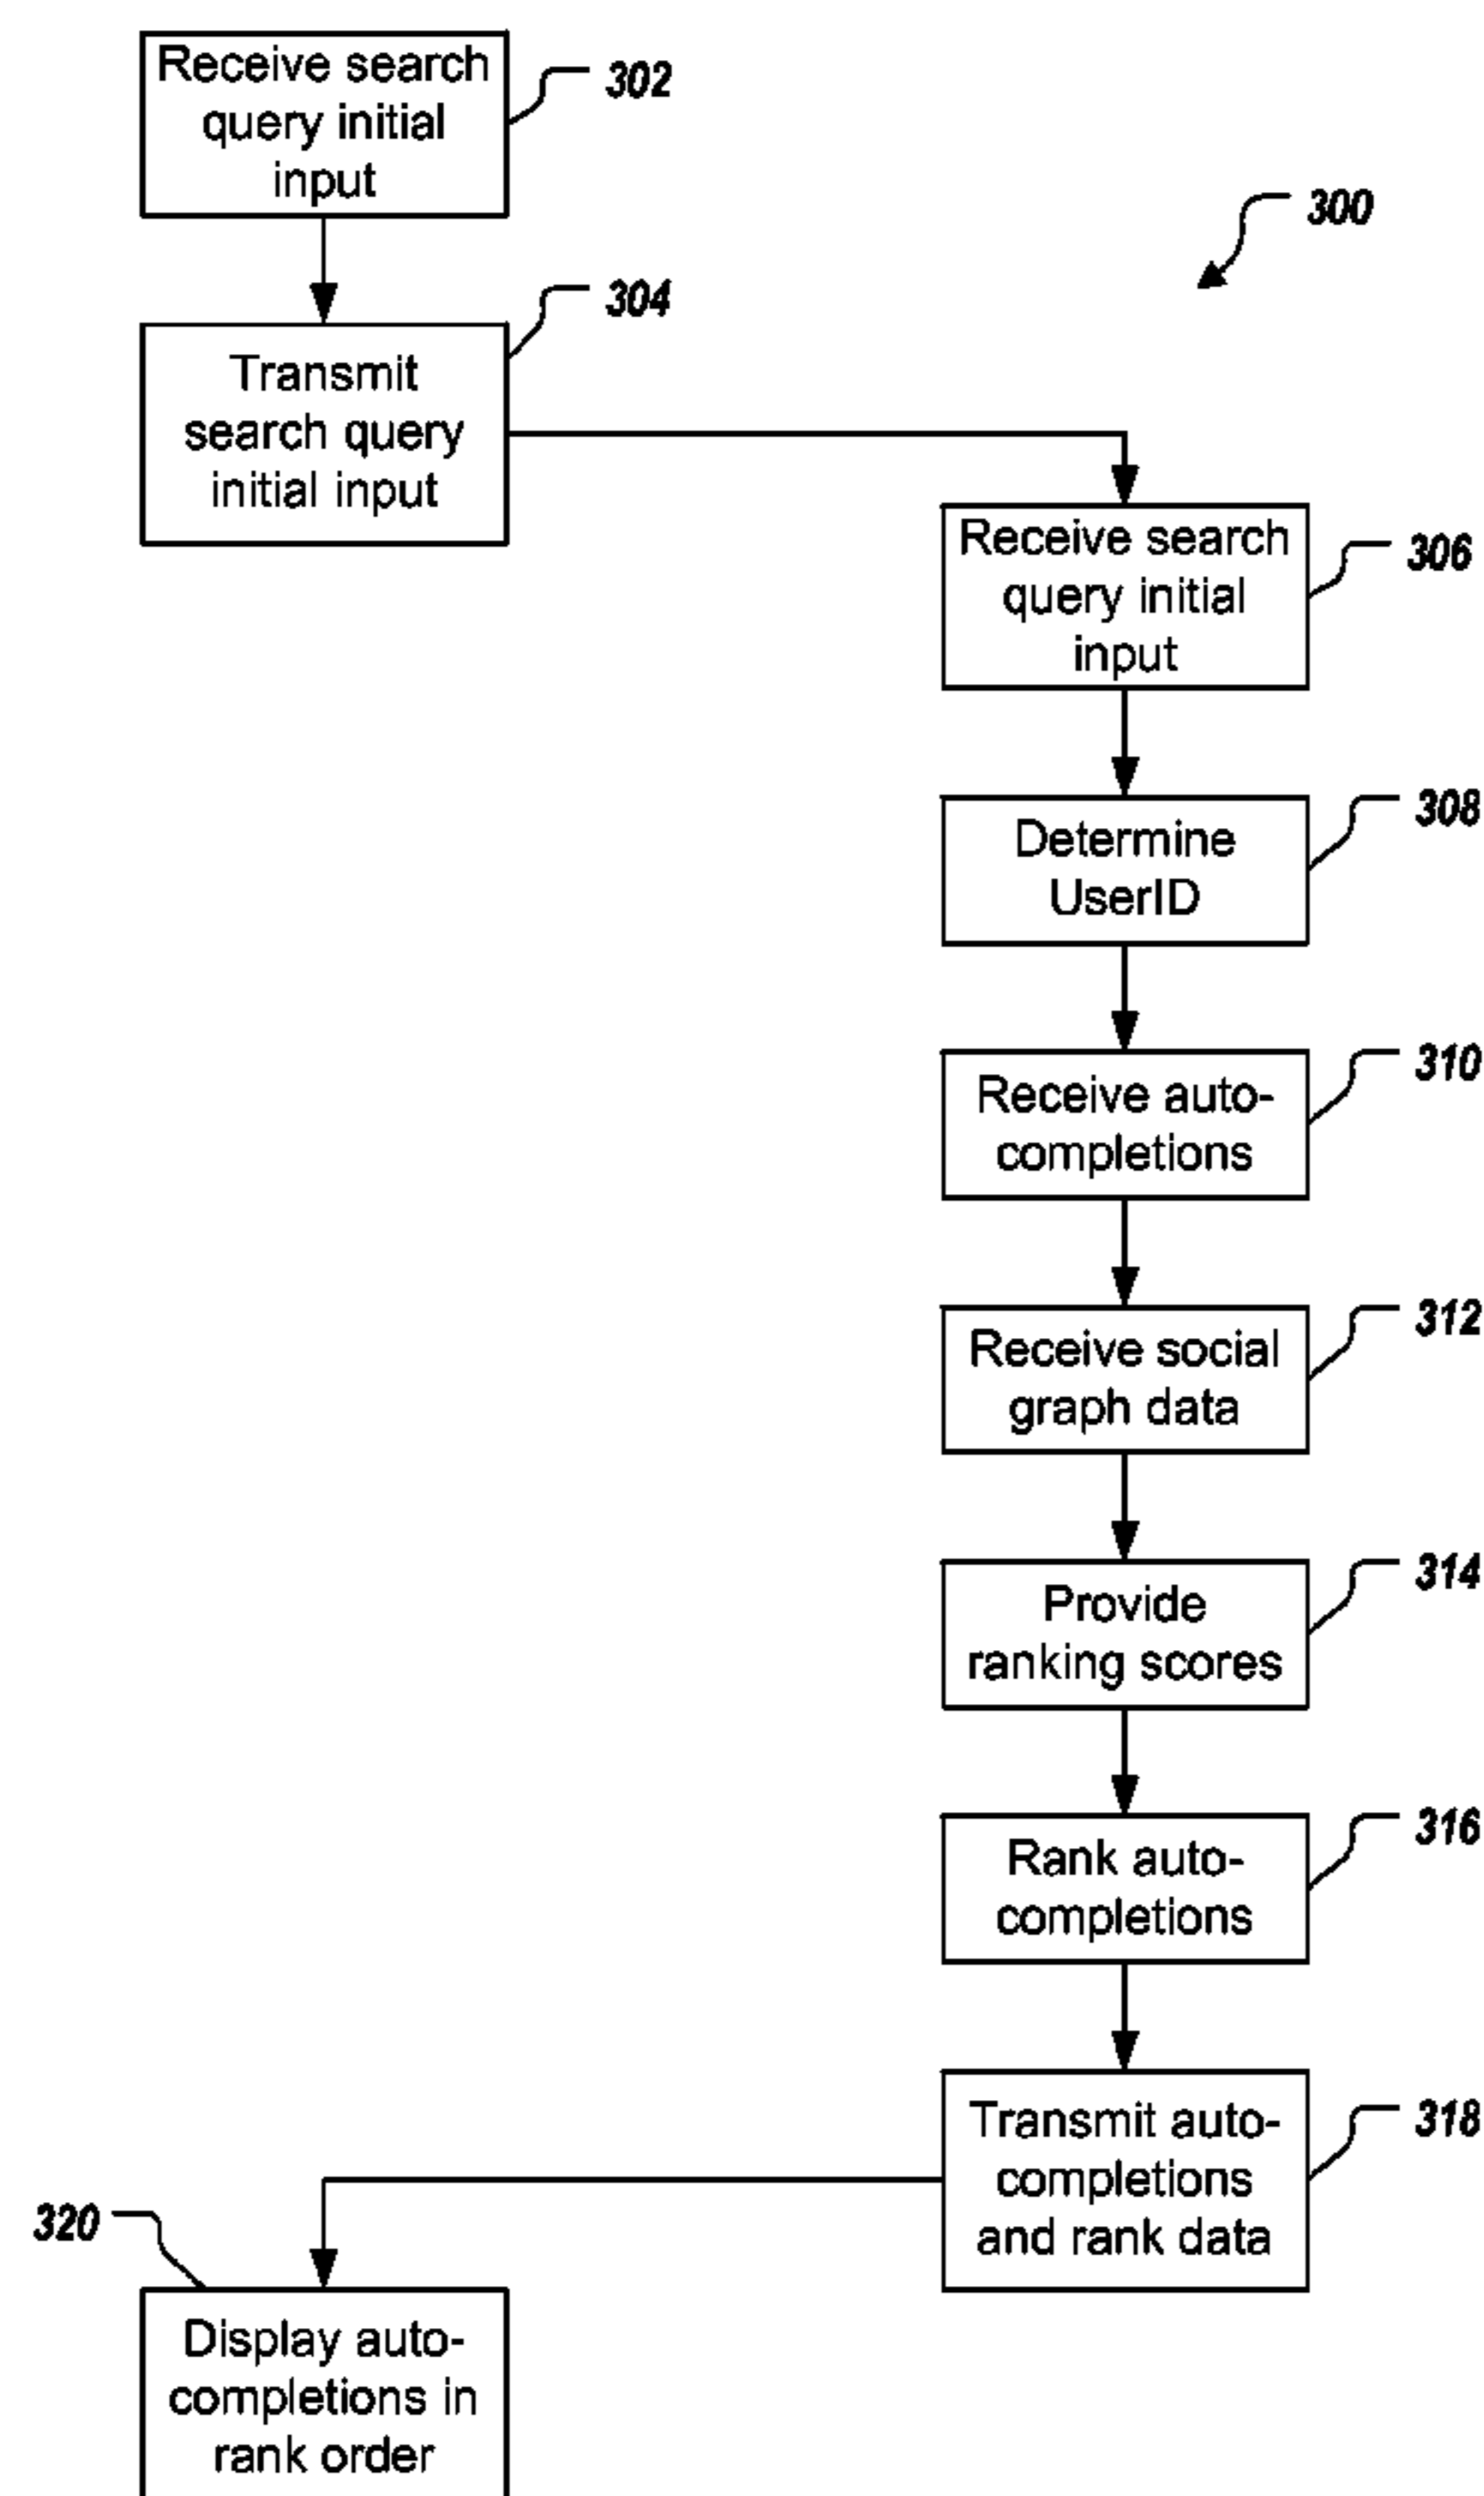 Receive search
query initial
input
302
300
Transmit
search query
initial input
304
Receive search
query initial
input
306
Determine
UserID
308
Receive auto-
completions
310
Receive social
graph data
312
Provide
ranking scores
314
Rank auto-
completions
316
Transmit auto-
completions
and rank data
318
320
Display auto-
completions in
rank order